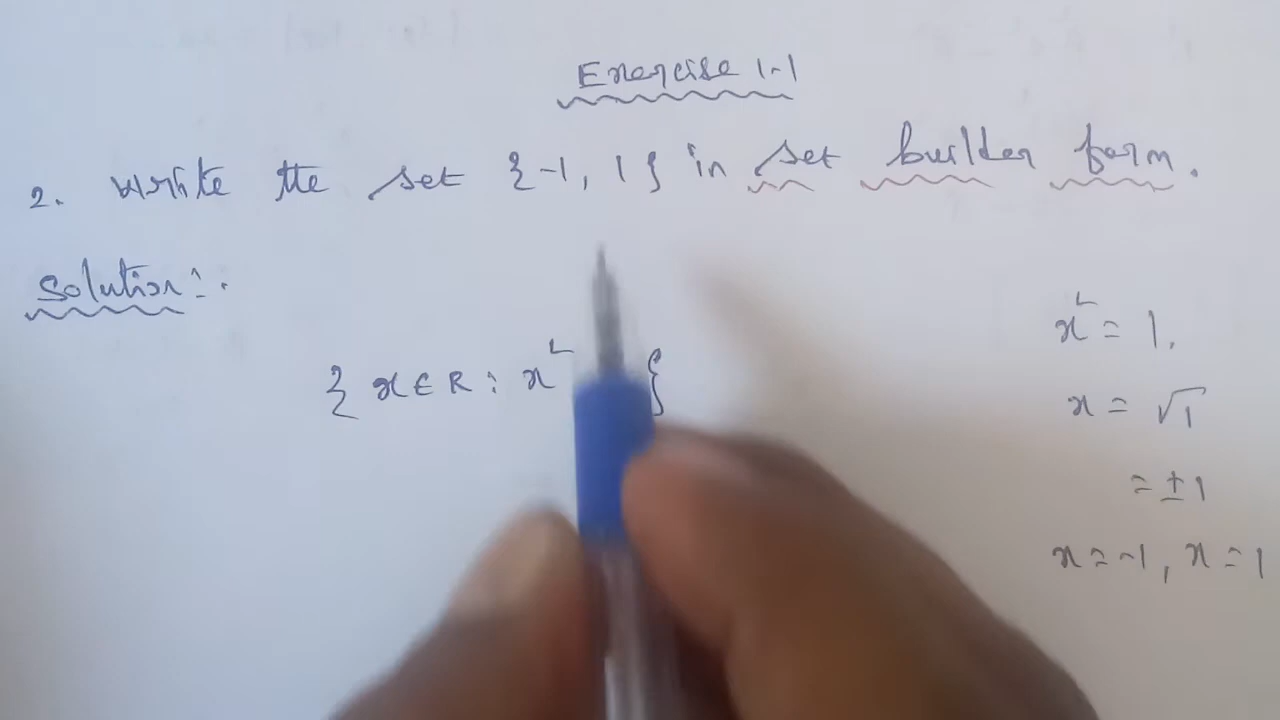 Exercise 1.1
2. Write the set {-1, 1} in set builder form.
Solution:-
{ x ∈ R : x² }
x² = 1.
x = √1
= ±1
x = -1, x = 1